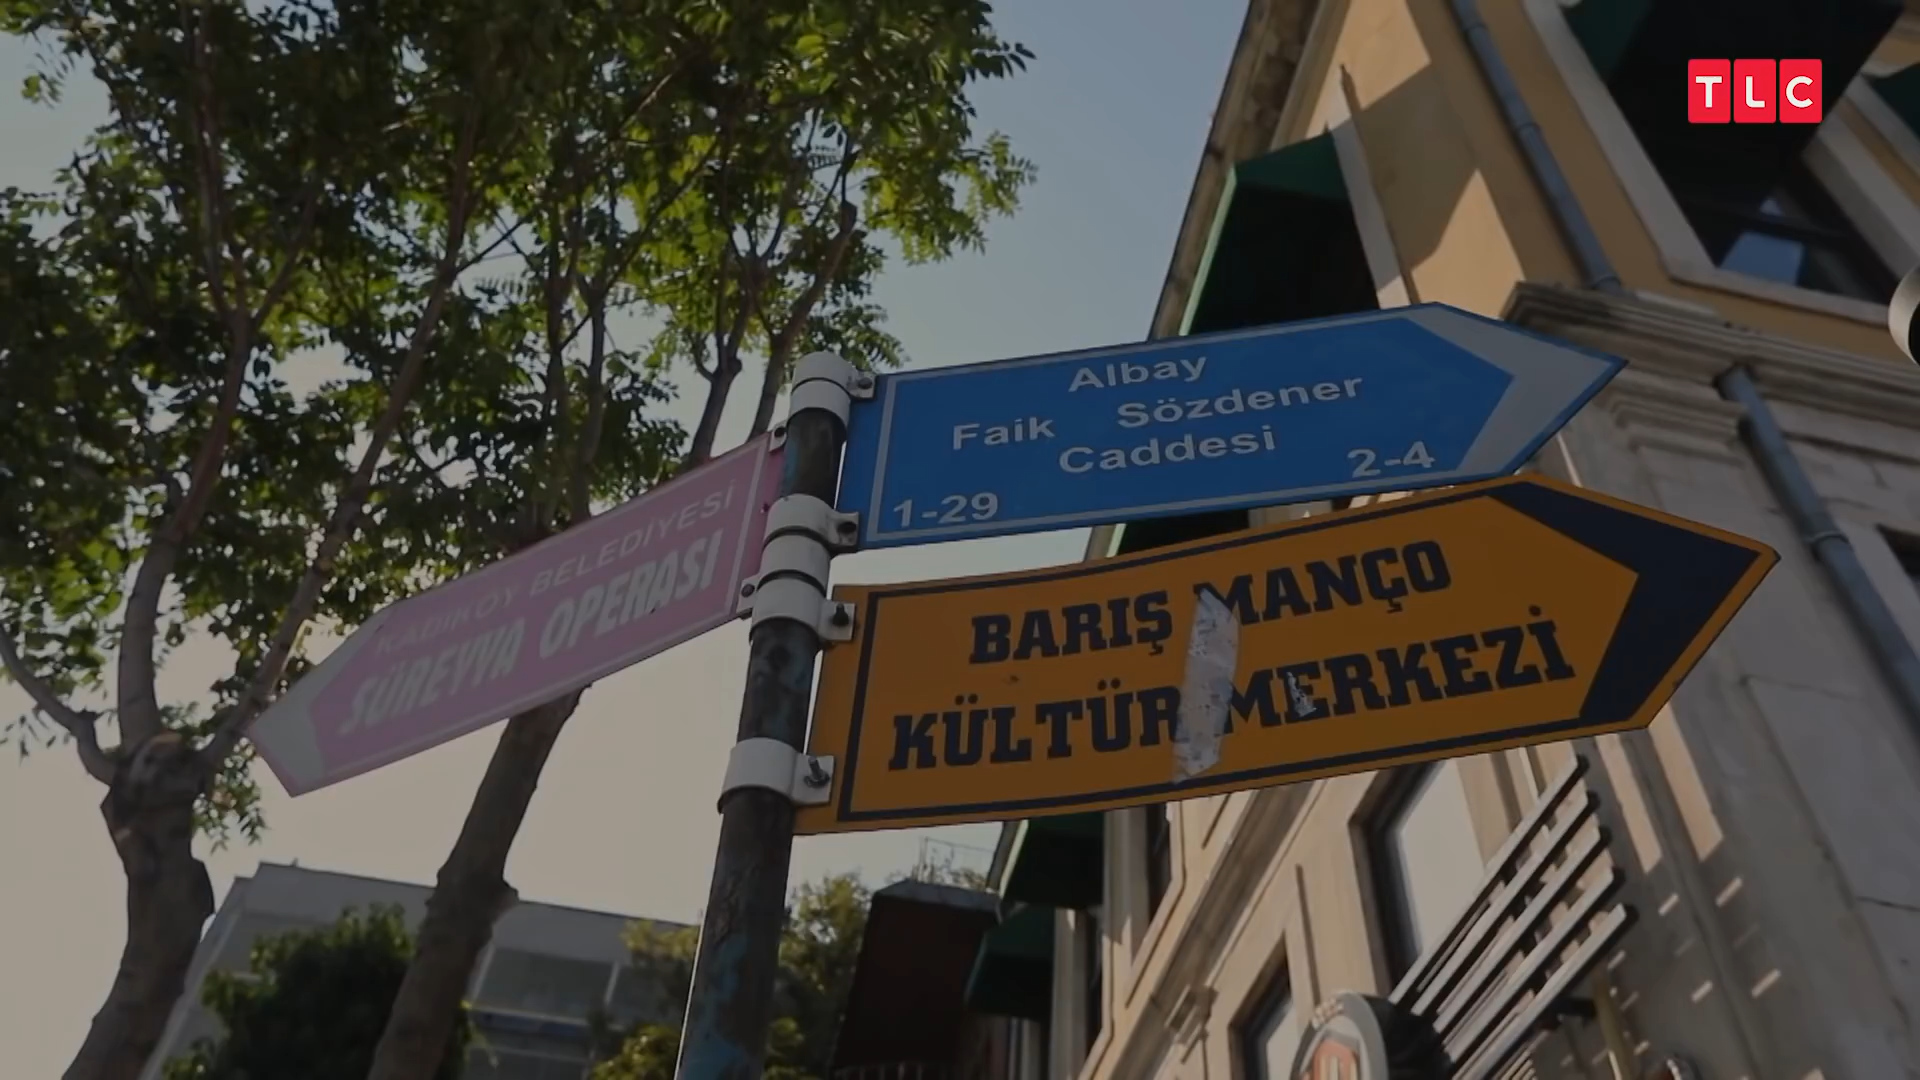 TLC
Albay
Faik Sözdener
Caddesi
1-29 2-4
KADIKÖY BELEDİYESİ
SÜREYYA OPERASI
BARIŞ MANÇO
KÜLTÜR MERKEZİ